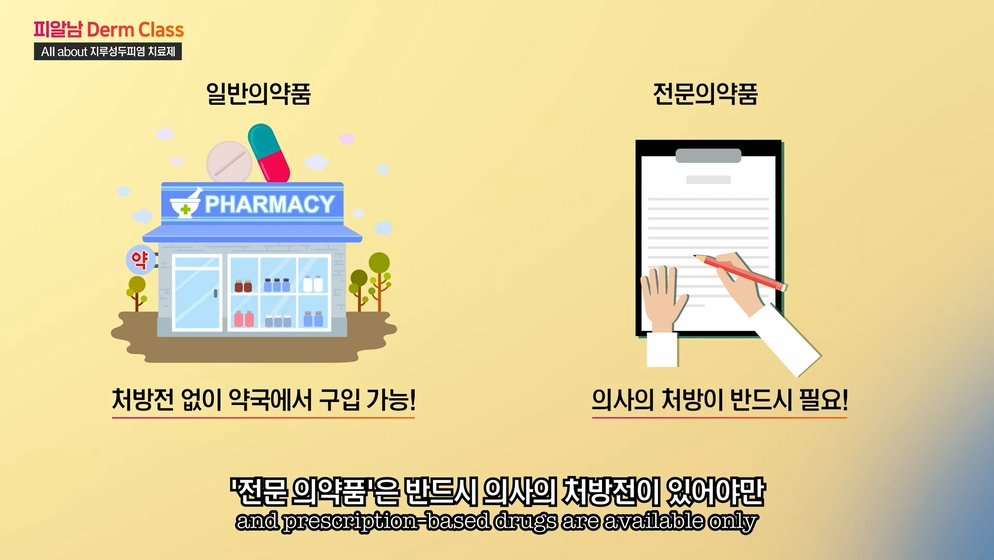 피알남 Derm Class
All about 지루성두피염 치료제
일반의약품
전문의약품
PHARMACY
약
처방전 없이 약국에서 구입 가능!
의사의 처방이 반드시 필요!
'전문 의약품'은 반드시 의사의 처방전이 있어야만
and prescription-based drugs are available only